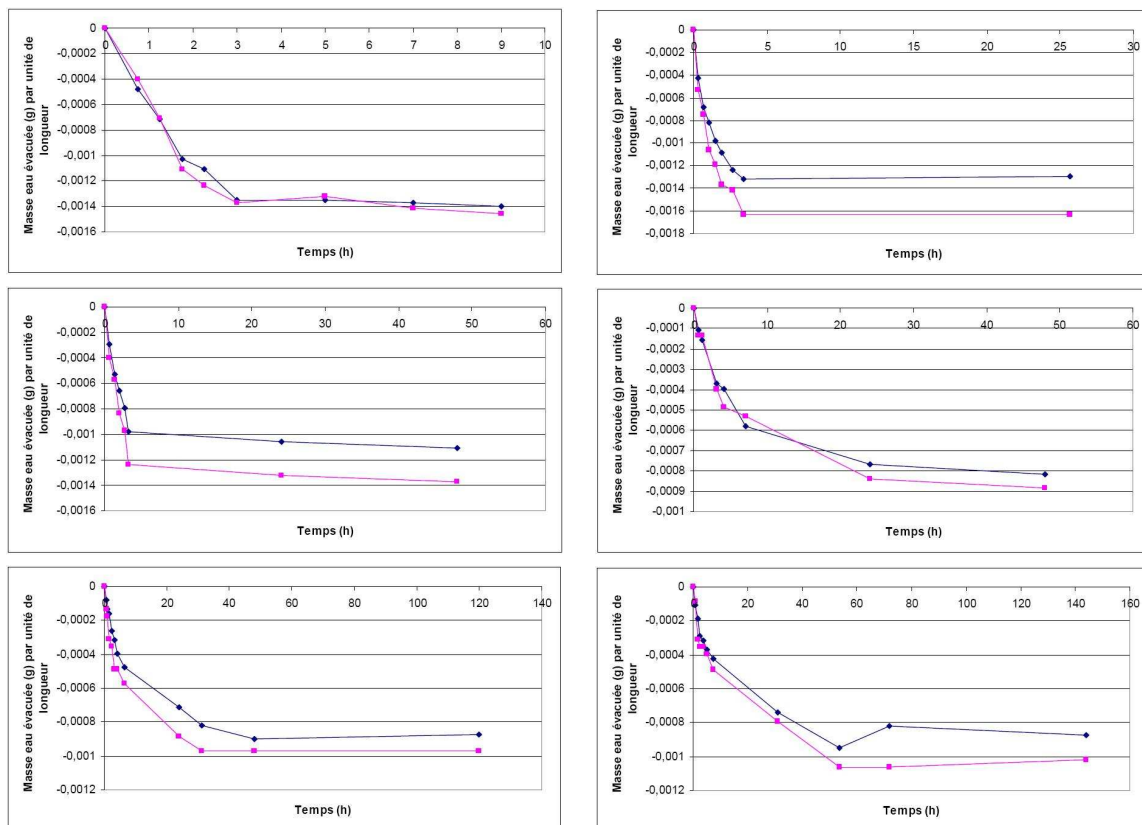 0
-0,0002
-0,0004
-0,0006
-0,0008
-0,001
-0,0012
-0,0014
-0,0016
0 1 2 3 4 5 6 7 8 9 10
Masse eau évacuée (g) par unité de
longueur
Temps (h)
0
-0,0002
-0,0004
-0,0006
-0,0008
-0,001
-0,0012
-0,0014
-0,0016
-0,0018
0 5 10 15 20 25 30
Masse eau évacuée (g) par unité de
longueur
Temps (h)
0
-0,0002
-0,0004
-0,0006
-0,0008
-0,001
-0,0012
-0,0014
-0,0016
0 10 20 30 40 50 60
Masse eau évacuée (g) par unité de
longueur
Temps (h)
0
-0,0001
-0,0002
-0,0003
-0,0004
-0,0005
-0,0006
-0,0007
-0,0008
-0,0009
-0,001
0 10 20 30 40 50 60
Masse eau évacuée (g) par unité de
longueur
Temps (h)
0
-0,0002
-0,0004
-0,0006
-0,0008
-0,001
-0,0012
0 20 40 60 80 100 120 140
Masse eau évacuée (g) par unité de
longueur
Temps (h)
0
-0,0002
-0,0004
-0,0006
-0,0008
-0,001
-0,0012
0 20 40 60 80 100 120 140 160
Masse eau évacuée (g) par unité de
longueur
Temps (h)